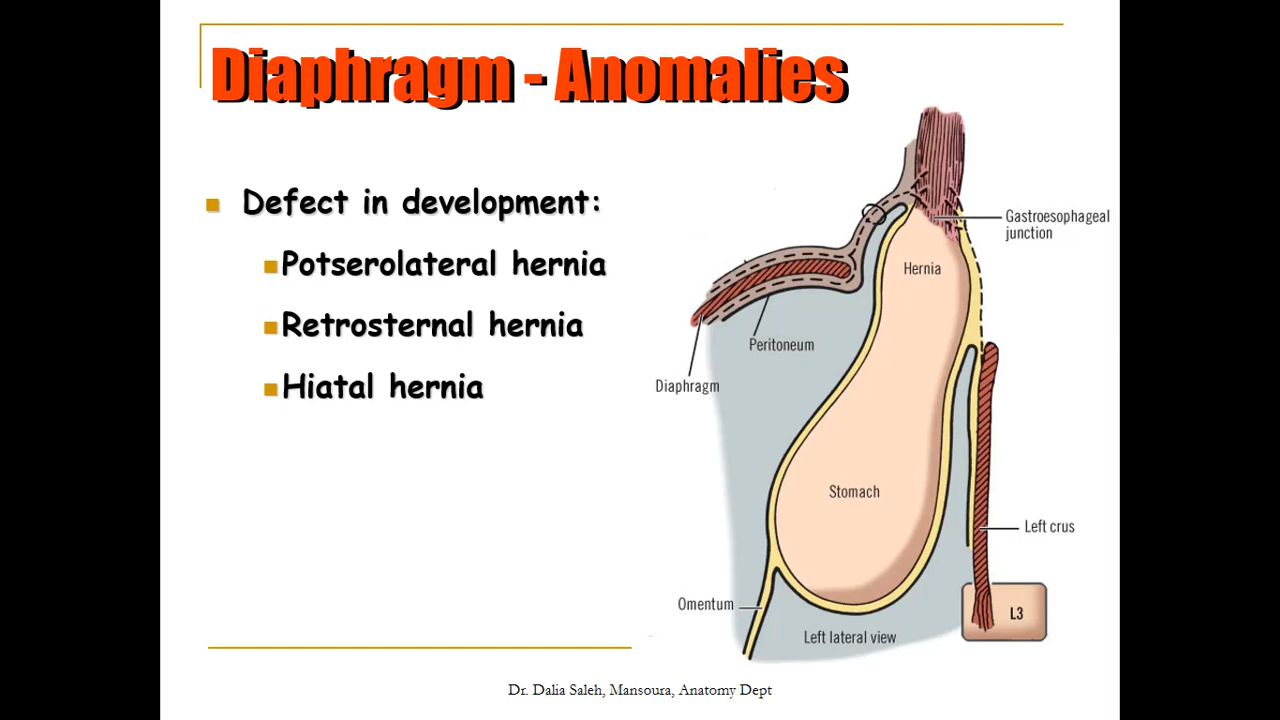 Diaphragm - Anomalies
Defect in development:
Potserolateral hernia
Retrosternal hernia
Hiatal hernia
Gastroesophageal
junction
Hernia
Peritoneum
Diaphragm
Stomach
Left crus
Omentum
L3
Left lateral view
Dr. Dalia Saleh, Mansoura, Anatomy Dept